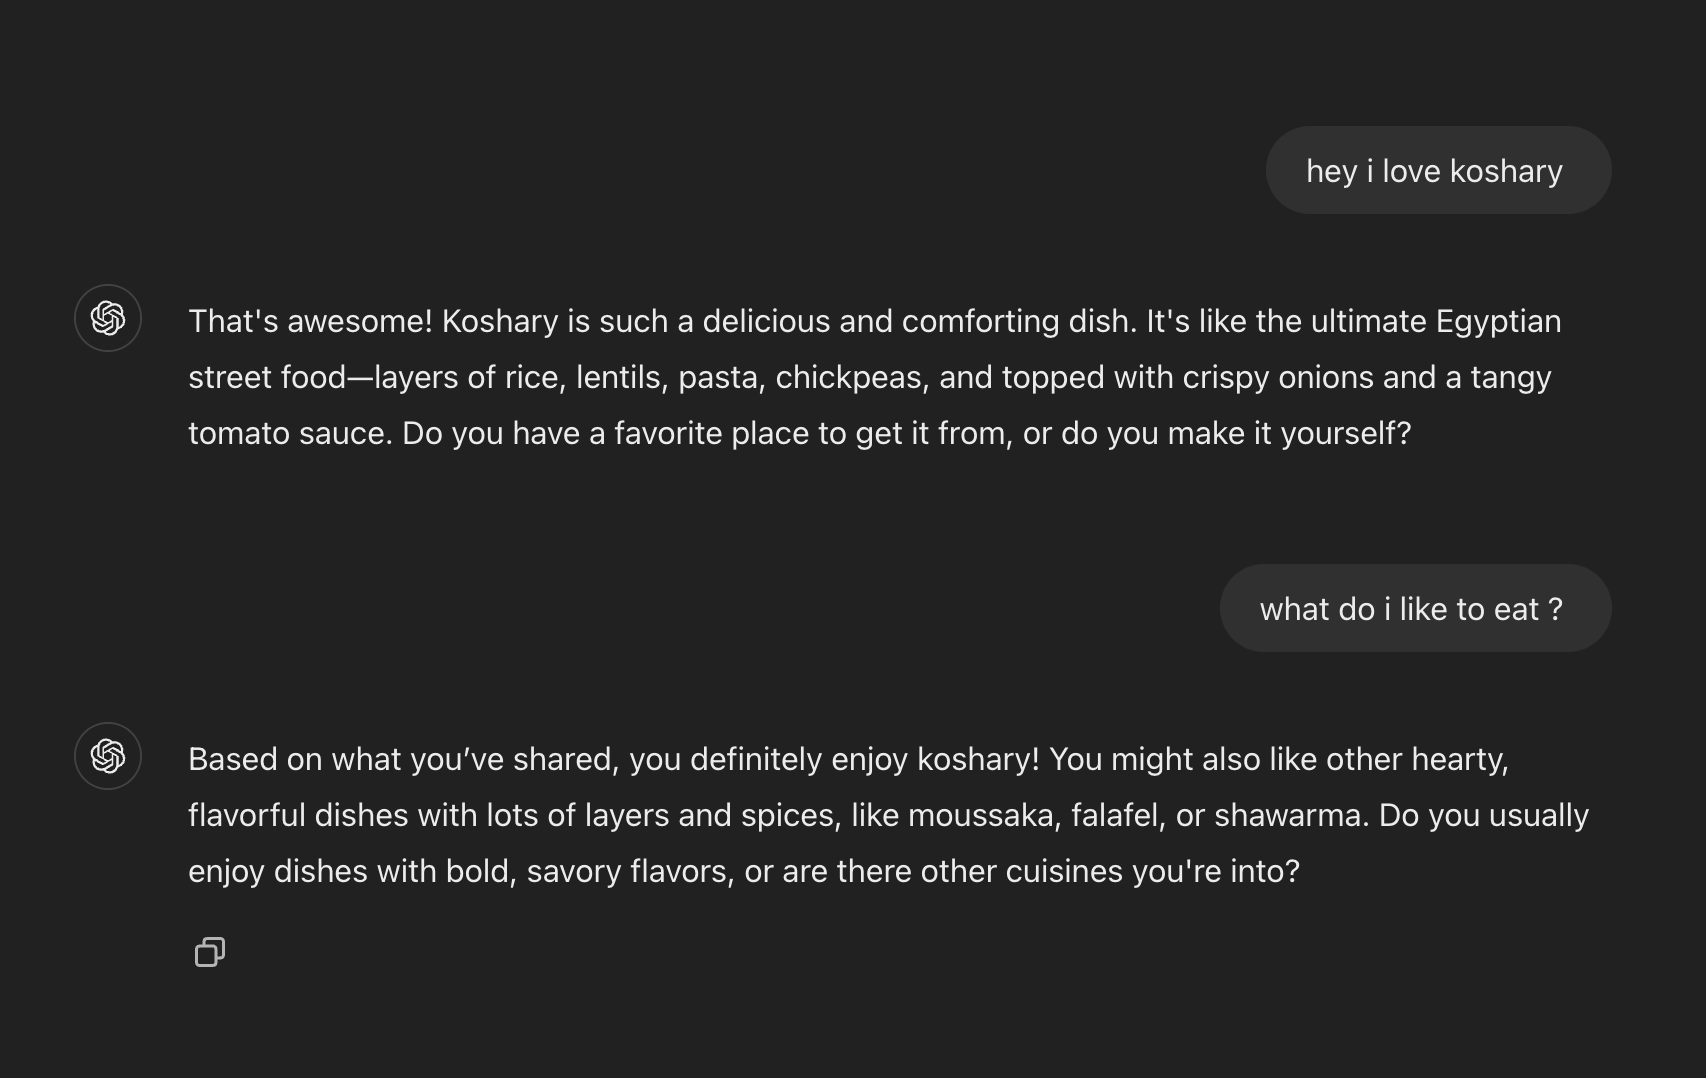 hey i love koshary
That's awesome! Koshary is such a delicious and comforting dish. It's like the ultimate Egyptian
street food—layers of rice, lentils, pasta, chickpeas, and topped with crispy onions and a tangy
tomato sauce. Do you have a favorite place to get it from, or do you make it yourself?
what do i like to eat ?
Based on what you’ve shared, you definitely enjoy koshary! You might also like other hearty,
flavorful dishes with lots of layers and spices, like moussaka, falafel, or shawarma. Do you usually
enjoy dishes with bold, savory flavors, or are there other cuisines you're into?